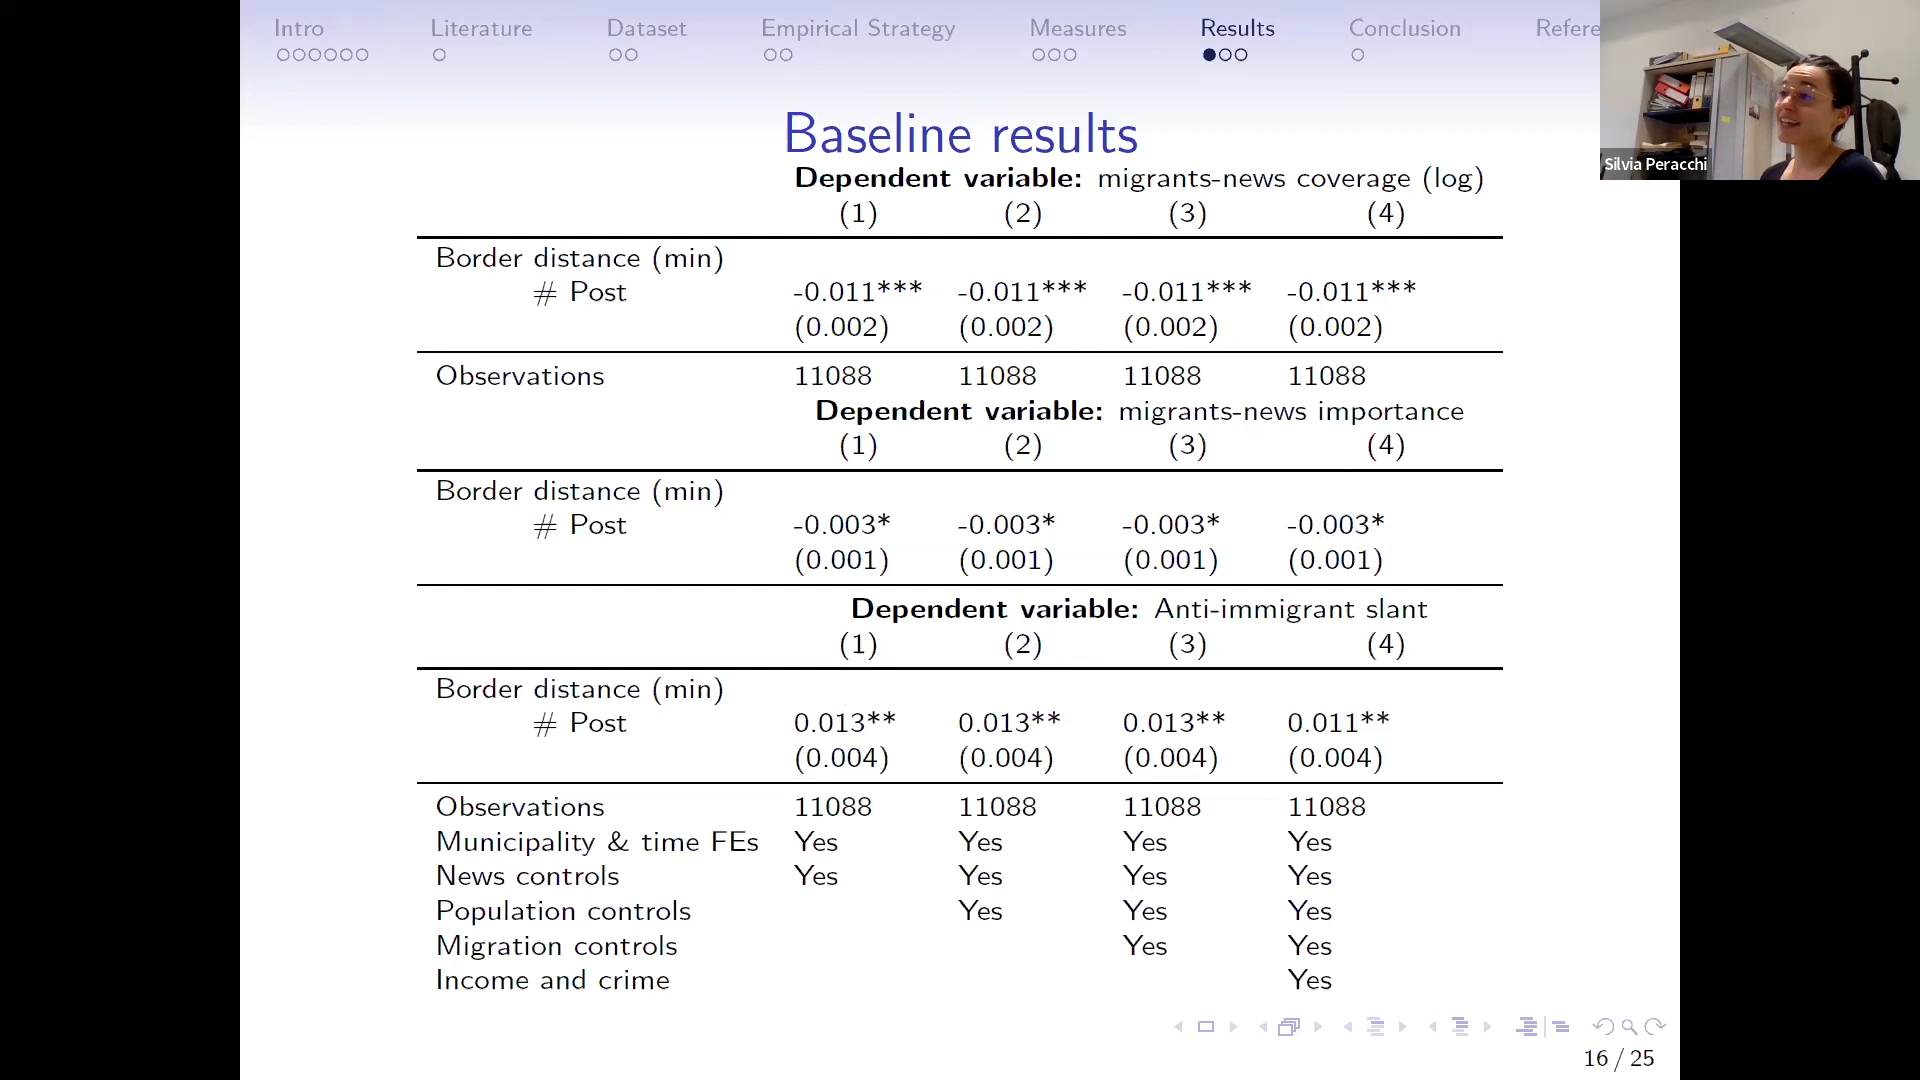 Intro Literature Dataset Empirical Strategy Measures Results Conclusion Refere
Silvia Peracchi
Baseline results
Dependent variable: migrants-news coverage (log)
(1) (2) (3) (4)
Border distance (min)
# Post -0.011*** -0.011*** -0.011*** -0.011***
(0.002) (0.002) (0.002) (0.002)
Observations 11088 11088 11088 11088
Dependent variable: migrants-news importance
(1) (2) (3) (4)
Border distance (min)
# Post -0.003* -0.003* -0.003* -0.003*
(0.001) (0.001) (0.001) (0.001)
Dependent variable: Anti-immigrant slant
(1) (2) (3) (4)
Border distance (min)
# Post 0.013** 0.013** 0.013** 0.011**
(0.004) (0.004) (0.004) (0.004)
Observations 11088 11088 11088 11088
Municipality & time FEs Yes Yes Yes Yes
News controls Yes Yes Yes Yes
Population controls Yes Yes Yes
Migration controls Yes Yes
Income and crime Yes
16 / 25